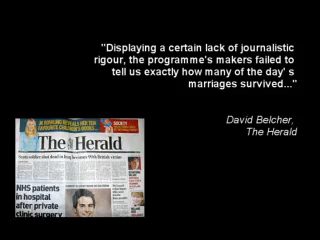 "Displaying a certain lack of journalistic
rigour, the programme's makers failed to
tell us exactly how many of the day' s
marriages survived..."
David Belcher,
The Herald
SOCIETY
The Herald
NHS patients
in hospital
after private
clinic surgery